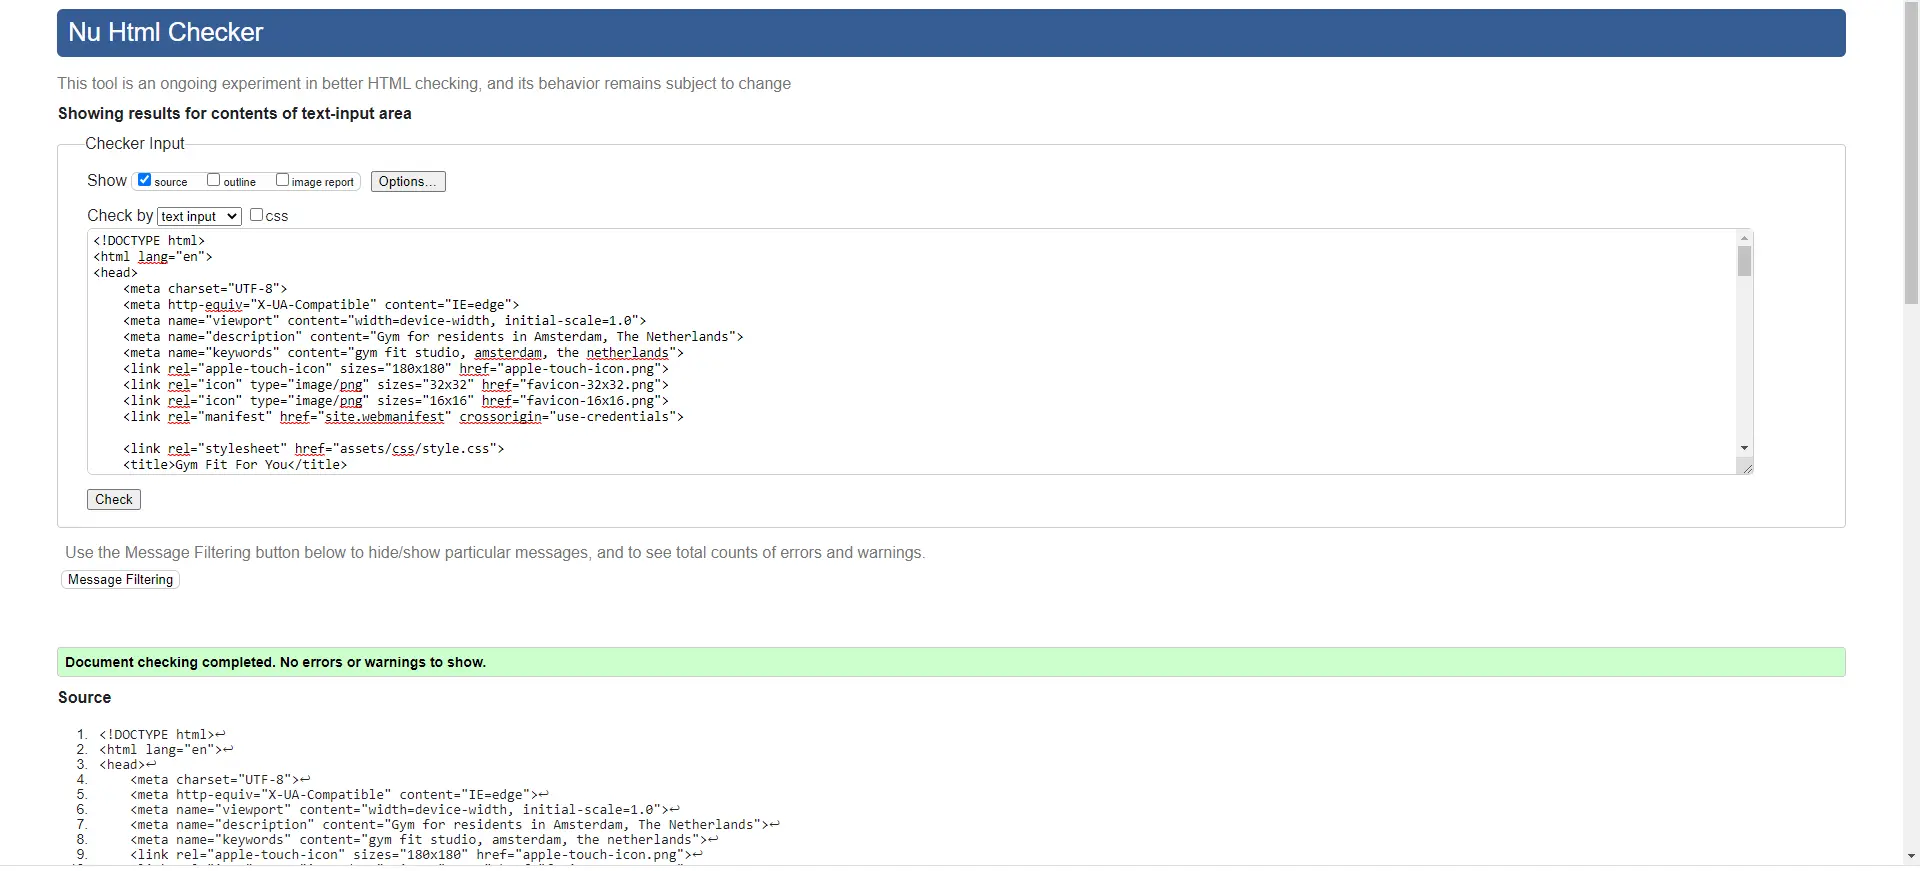 Nu Html Checker
This tool is an ongoing experiment in better HTML checking, and its behavior remains subject to change
Showing results for contents of text-input area
Checker Input
Show source outline image report Options...
Check by text input css
<!DOCTYPE html>
<html lang="en">
<head>
    <meta charset="UTF-8">
    <meta http-equiv="X-UA-Compatible" content="IE=edge">
    <meta name="viewport" content="width=device-width, initial-scale=1.0">
    <meta name="description" content="Gym for residents in Amsterdam, The Netherlands">
    <meta name="keywords" content="gym fit studio, amsterdam, the netherlands">
    <link rel="apple-touch-icon" sizes="180x180" href="apple-touch-icon.png">
    <link rel="icon" type="image/png" sizes="32x32" href="favicon-32x32.png">
    <link rel="icon" type="image/png" sizes="16x16" href="favicon-16x16.png">
    <link rel="manifest" href="site.webmanifest" crossorigin="use-credentials">
    <link rel="stylesheet" href="assets/css/style.css">
    <title>Gym Fit For You</title>
Check
Use the Message Filtering button below to hide/show particular messages, and to see total counts of errors and warnings.
Message Filtering
Document checking completed. No errors or warnings to show.
Source
1. <!DOCTYPE html>↩
2. <html lang="en">↩
3. <head>↩
4.     <meta charset="UTF-8">↩
5.     <meta http-equiv="X-UA-Compatible" content="IE=edge">↩
6.     <meta name="viewport" content="width=device-width, initial-scale=1.0">↩
7.     <meta name="description" content="Gym for residents in Amsterdam, The Netherlands">↩
8.     <meta name="keywords" content="gym fit studio, amsterdam, the netherlands">↩
9.     <link rel="apple-touch-icon" sizes="180x180" href="apple-touch-icon.png">↩